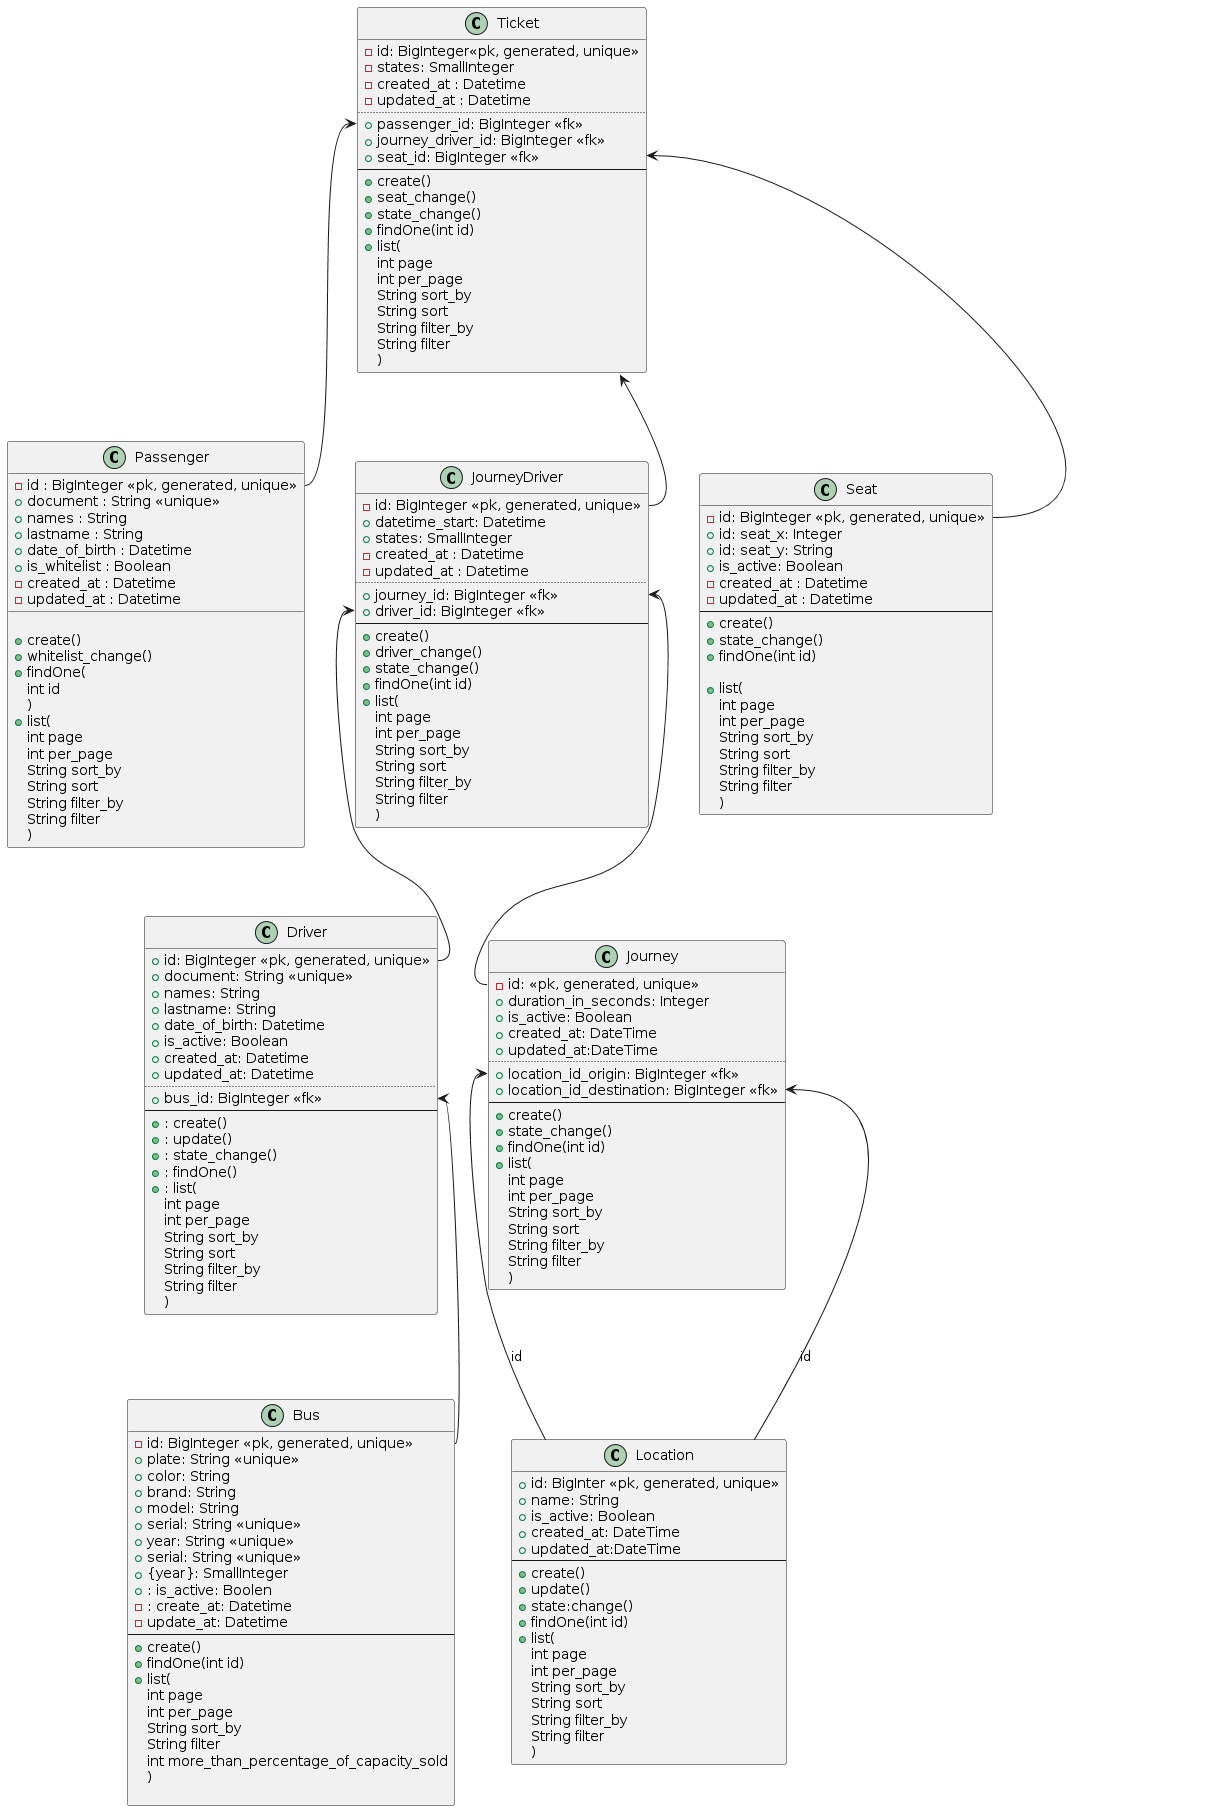 C Ticket
id: BigInteger«pk, generated, unique»
states: SmallInteger
created_at : Datetime
updated_at : Datetime
passenger_id: BigInteger «fk»
journey_driver_id: BigInteger «fk»
seat_id: BigInteger «fk»
create()
seat_change()
state_change()
findOne(int id)
list(
int page
int per_page
String sort_by
String sort
String filter_by
String filter
)
C Passenger
id : BigInteger «pk, generated, unique»
document : String «unique»
names : String
lastname : String
date_of_birth : Datetime
is_whitelist : Boolean
created_at : Datetime
updated_at : Datetime
create()
whitelist_change()
findOne(
int id
)
list(
int page
int per_page
String sort_by
String sort
String filter_by
String filter
)
C JourneyDriver
id: BigInteger «pk, generated, unique»
datetime_start: Datetime
states: SmallInteger
created_at : Datetime
updated_at : Datetime
journey_id: BigInteger «fk»
driver_id: BigInteger «fk»
create()
driver_change()
state_change()
findOne(int id)
list(
int page
int per_page
String sort_by
String sort
String filter_by
String filter
)
C Seat
id: BigInteger «pk, generated, unique»
id: seat_x: Integer
id: seat_y: String
is_active: Boolean
created_at : Datetime
updated_at : Datetime
create()
state_change()
findOne(int id)
list(
int page
int per_page
String sort_by
String sort
String filter_by
String filter
)
C Driver
id: BigInteger «pk, generated, unique»
document: String «unique»
names: String
lastname: String
date_of_birth: Datetime
is_active: Boolean
created_at: Datetime
updated_at: Datetime
bus_id: BigInteger «fk»
: create()
: update()
: state_change()
: findOne()
: list(
int page
int per_page
String sort_by
String sort
String filter_by
String filter
)
C Journey
id: «pk, generated, unique»
duration_in_seconds: Integer
is_active: Boolean
created_at: DateTime
updated_at:DateTime
location_id_origin: BigInteger «fk»
location_id_destination: BigInteger «fk»
create()
state_change()
findOne(int id)
list(
int page
int per_page
String sort_by
String sort
String filter_by
String filter
)
id
id
C Bus
id: BigInteger «pk, generated, unique»
plate: String «unique»
color: String
brand: String
model: String
serial: String «unique»
year: String «unique»
serial: String «unique»
{year}: SmallInteger
: is_active: Boolen
: create_at: Datetime
update_at: Datetime
create()
findOne(int id)
list(
int page
int per_page
String sort_by
String filter
int more_than_percentage_of_capacity_sold
)
C Location
id: BigInter «pk, generated, unique»
name: String
is_active: Boolean
created_at: DateTime
updated_at:DateTime
create()
update()
state:change()
findOne(int id)
list(
int page
int per_page
String sort_by
String sort
String filter_by
String filter
)